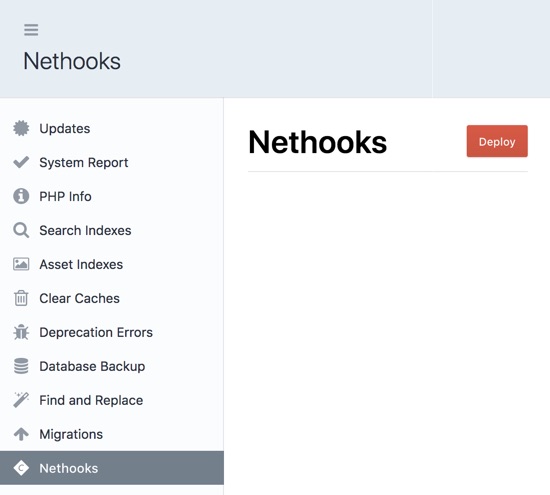 Nethooks
Updates
System Report
PHP Info
Search Indexes
Asset Indexes
Clear Caches
Deprecation Errors
Database Backup
Find and Replace
Migrations
Nethooks
Nethooks
Deploy